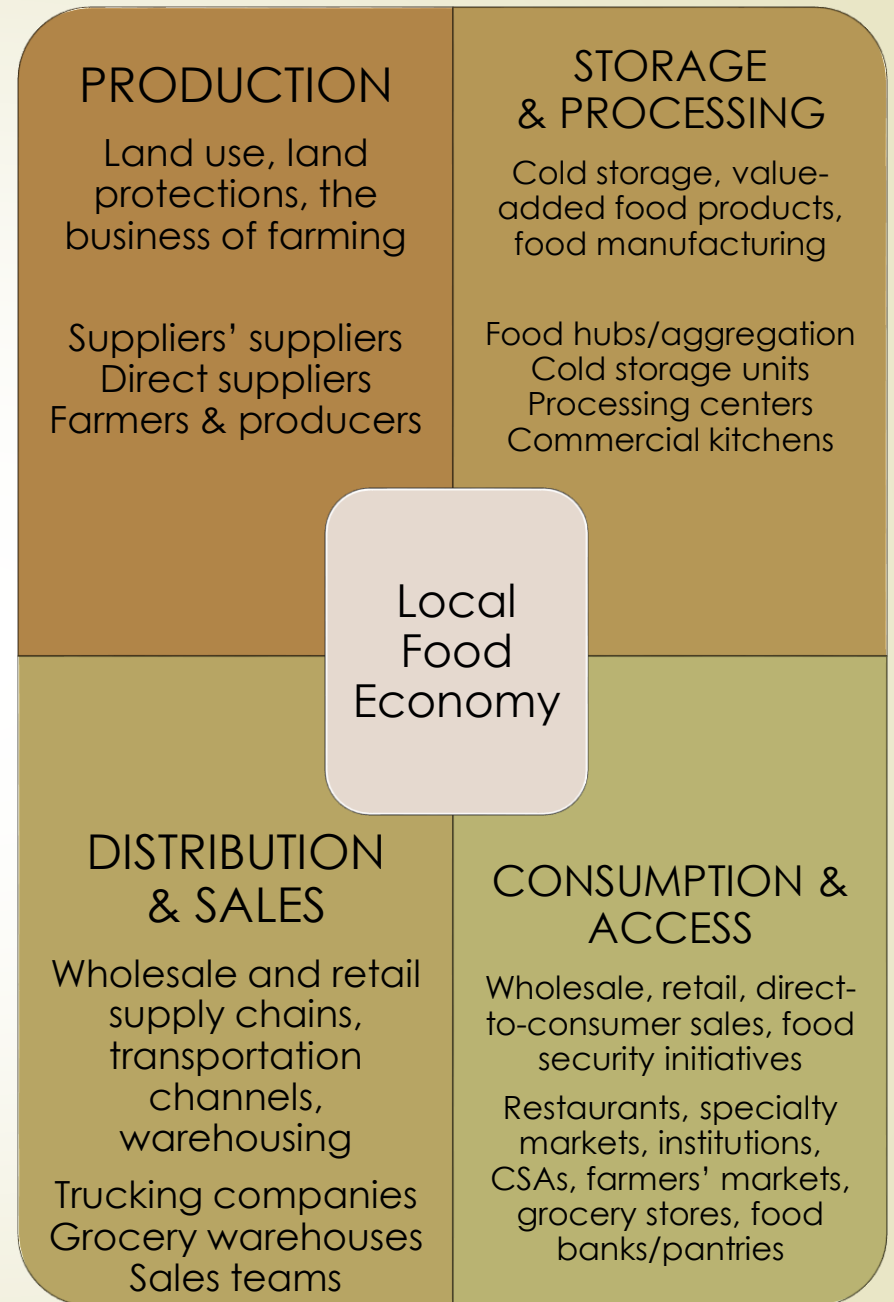 PRODUCTION
Land use, land
protections, the
business of farming
Suppliers’ suppliers
Direct suppliers
Farmers & producers
STORAGE
& PROCESSING
Cold storage, value-
added food products,
food manufacturing
Food hubs/aggregation
Cold storage units
Processing centers
Commercial kitchens
Local
Food
Economy
DISTRIBUTION
& SALES
Wholesale and retail
supply chains,
transportation
channels,
warehousing
Trucking companies
Grocery warehouses
Sales teams
CONSUMPTION &
ACCESS
Wholesale, retail, direct-
to-consumer sales, food
security initiatives
Restaurants, specialty
markets, institutions,
CSAs, farmers’ markets,
grocery stores, food
banks/pantries